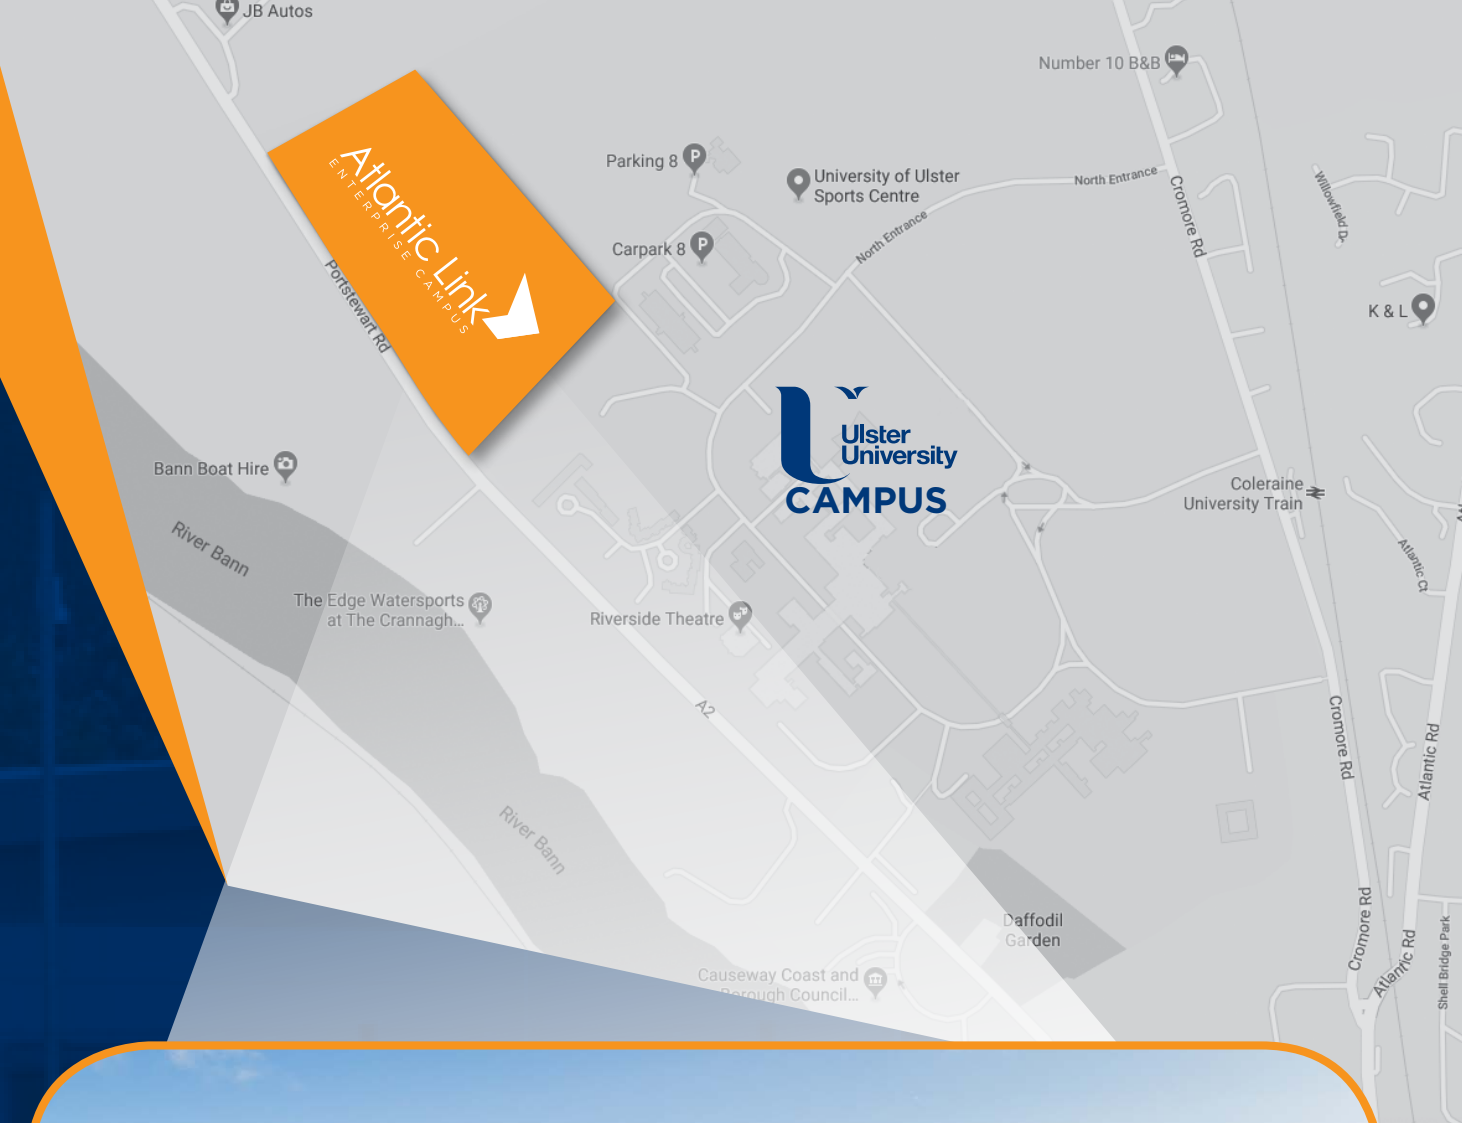 JB Autos
Number 10 B&B
Parking 8
P
University of Ulster
Sports Centre
North Entrance
North Entrance
Cromore Rd
Willowfield Dr
Atlantic Link
ENTERPRISE CAMPUS
Carpark 8
P
Portstewart Rd
K & L
Ulster
University
CAMPUS
Bann Boat Hire
Coleraine
University Train
River Bann
Atlantic Ct
The Edge Watersports
at The Crannagh...
Riverside Theatre
A2
Cromore Rd
Atlantic Rd
River Bann
Daffodil
Garden
Cromore Rd
Atlantic Rd
Shell Bridge Park
Causeway Coast and
Borough Council...